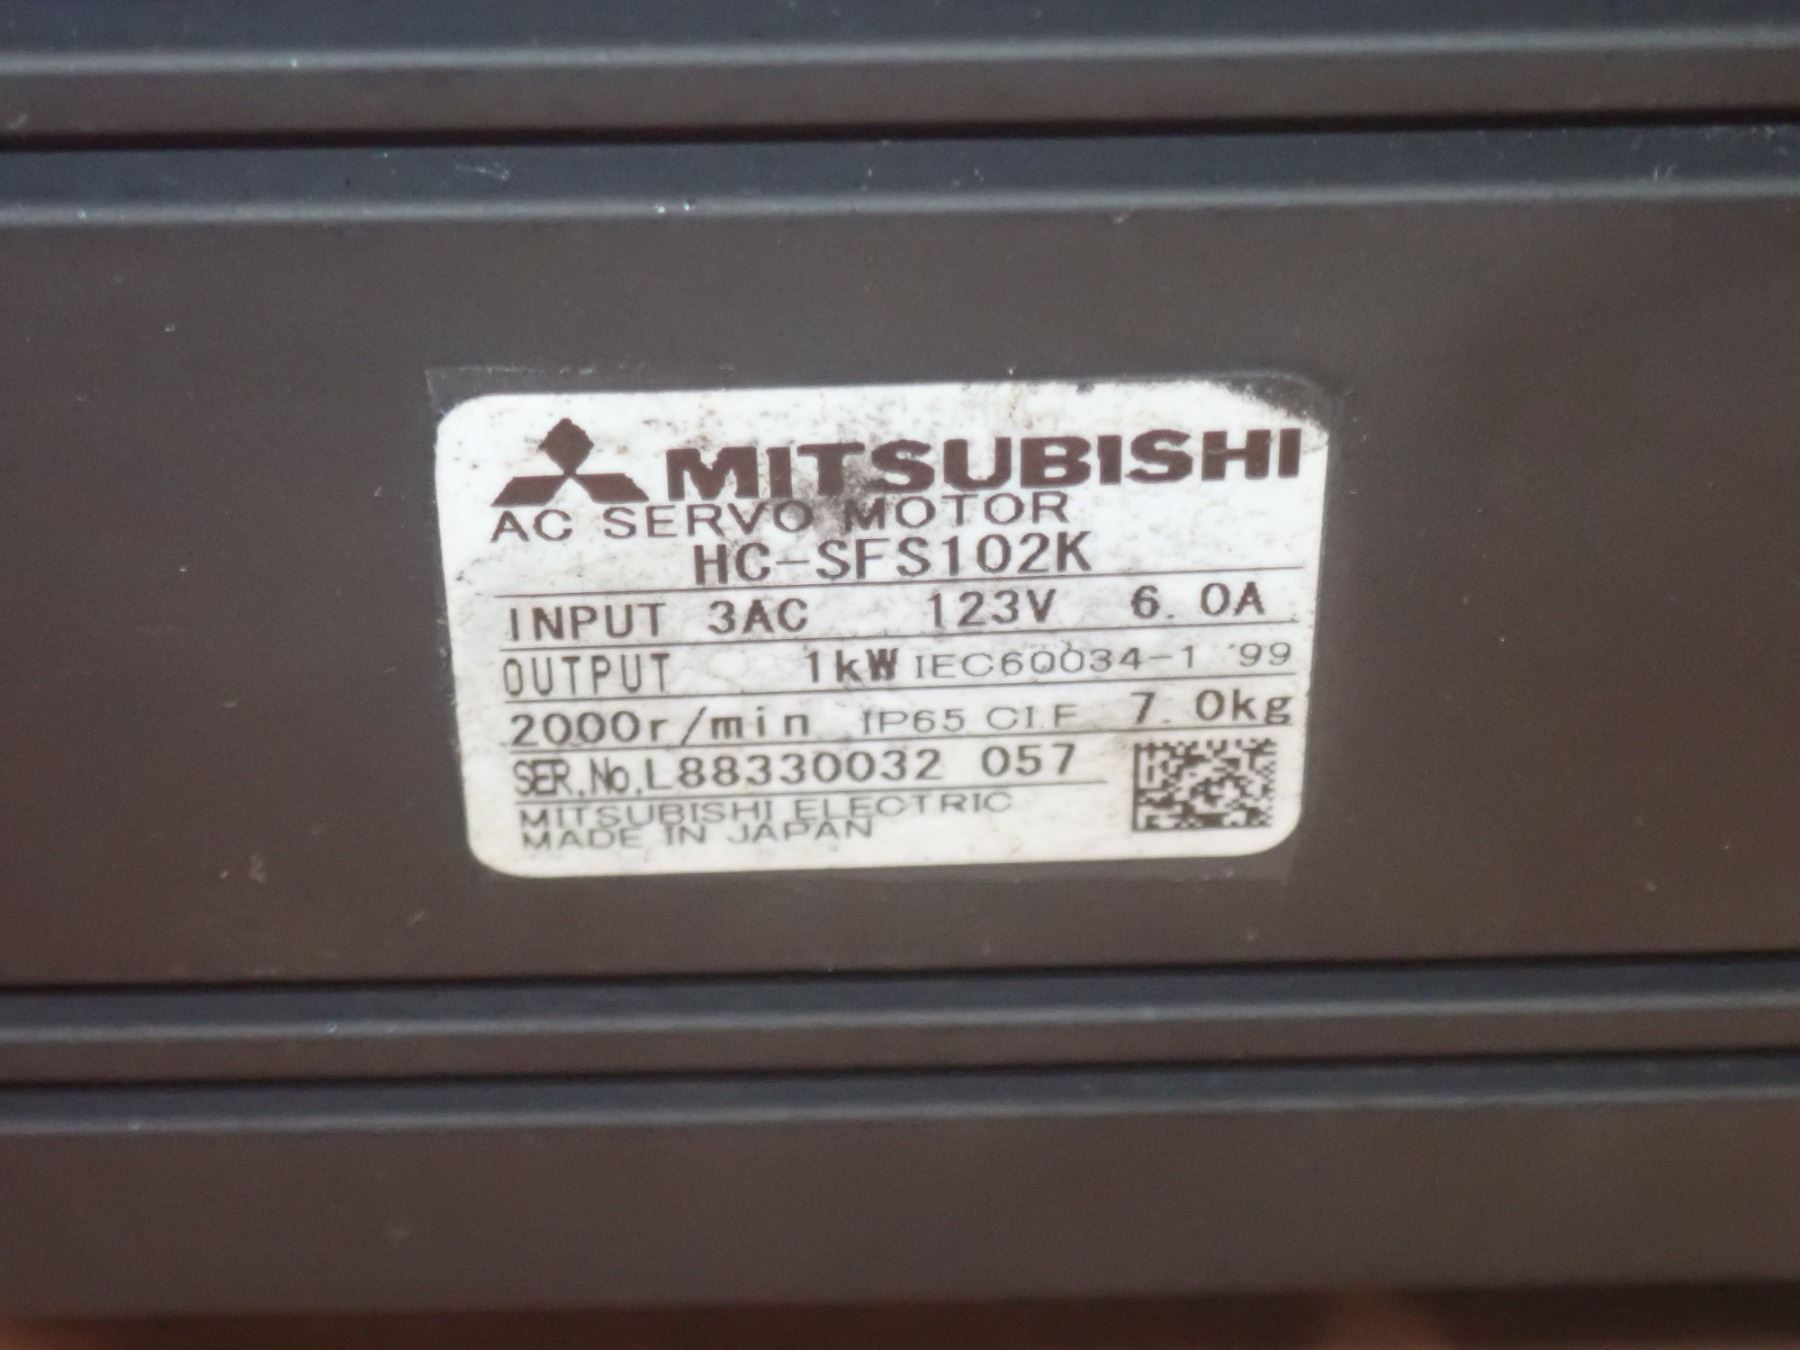 MITSUBISHI
AC SERVO MOTOR
HC-SFS102K
INPUT 3AC 123V 6.0A
OUTPUT 1kW IEC60034-1 '99
2000r/min IP65 CI.F 7.0kg
SER.No.L88330032 057
MITSUBISHI ELECTRIC
MADE IN JAPAN